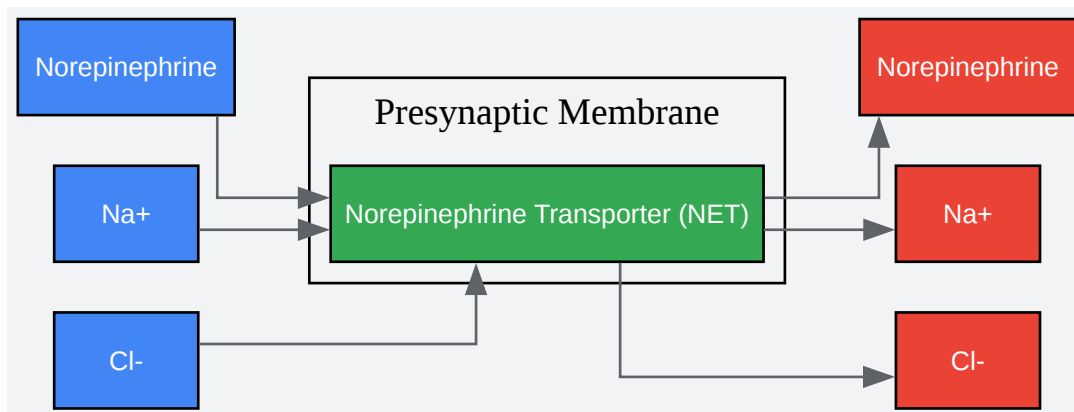 Norepinephrine
Norepinephrine
Presynaptic Membrane
Na+
Norepinephrine Transporter (NET)
Na+
Cl-
Cl-